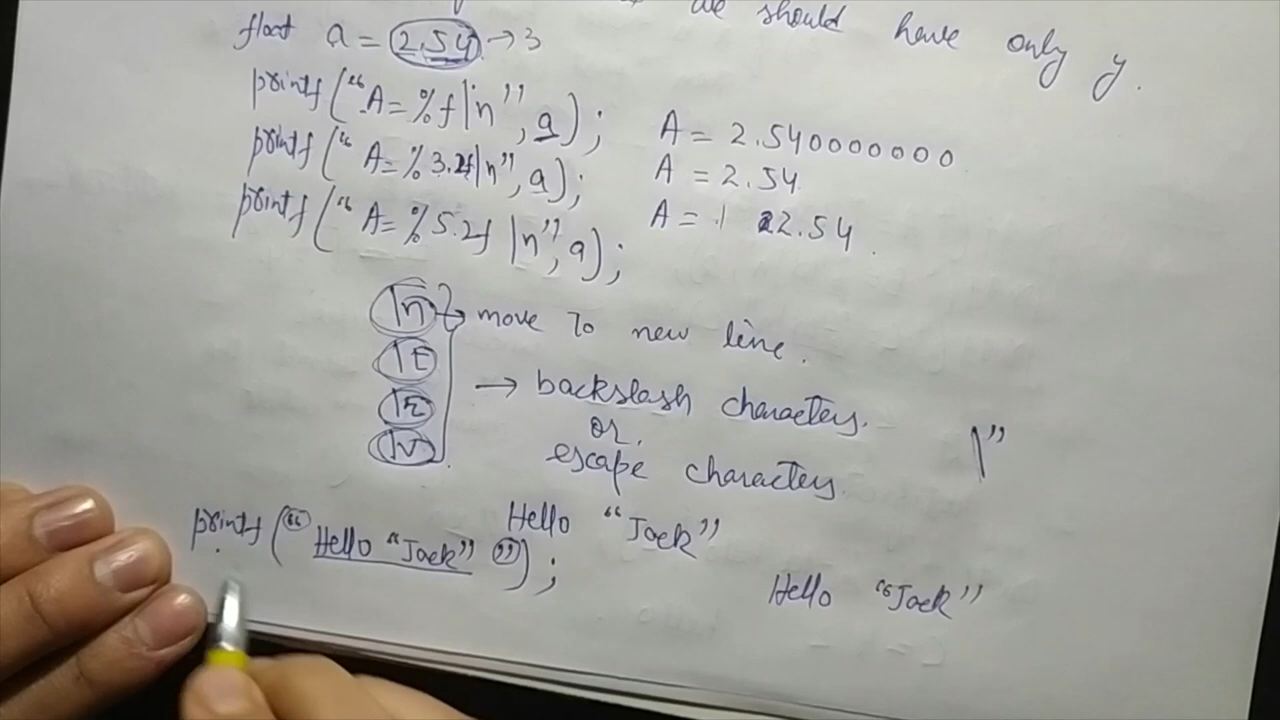 we should have only y.
float a = 2.54 → 3
printf ("A = %f \n", a); A = 2.540000000
printf (" A= % 3.2f \n", a); A = 2.54
printf (" A= % 5.2f \n", a); A = 2.54.
\n → move To new line.
\t
\r → backslash characters.
\v or. escape characters. \"
Hello "Jack"
printf (" Hello "Jack" ");
Hello "Jack"